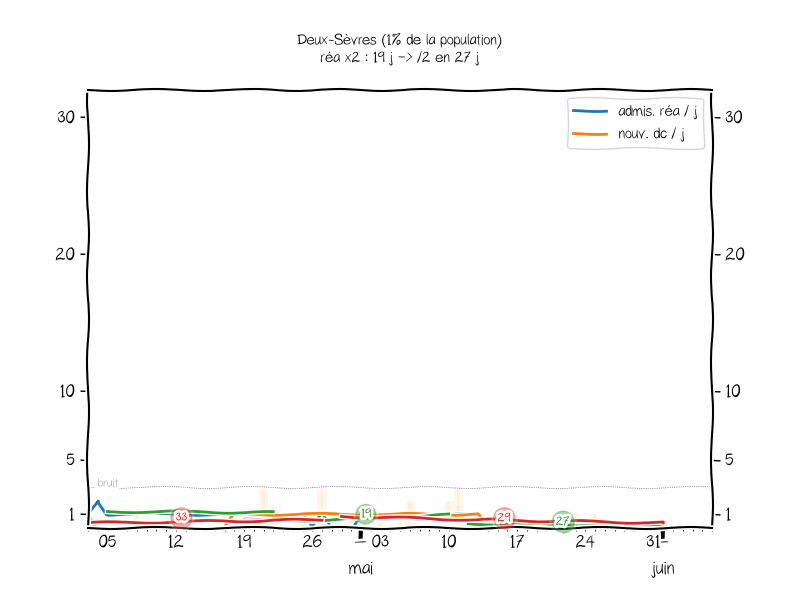 Deux-Sèvres (1% de la population)
réa x2 : 19 j -> /2 en 27 j
admis. réa / j
nouv. dc / j
30 30
20 20
10 10
5 5
bruit
1 1
33 19 29 27
05 12 19 26 03 10 17 24 31
mai juin